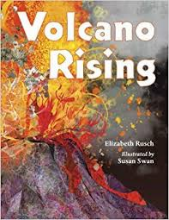 Volcano
Rising
Elizabeth Rusch
Illustrated by
Susan Swan